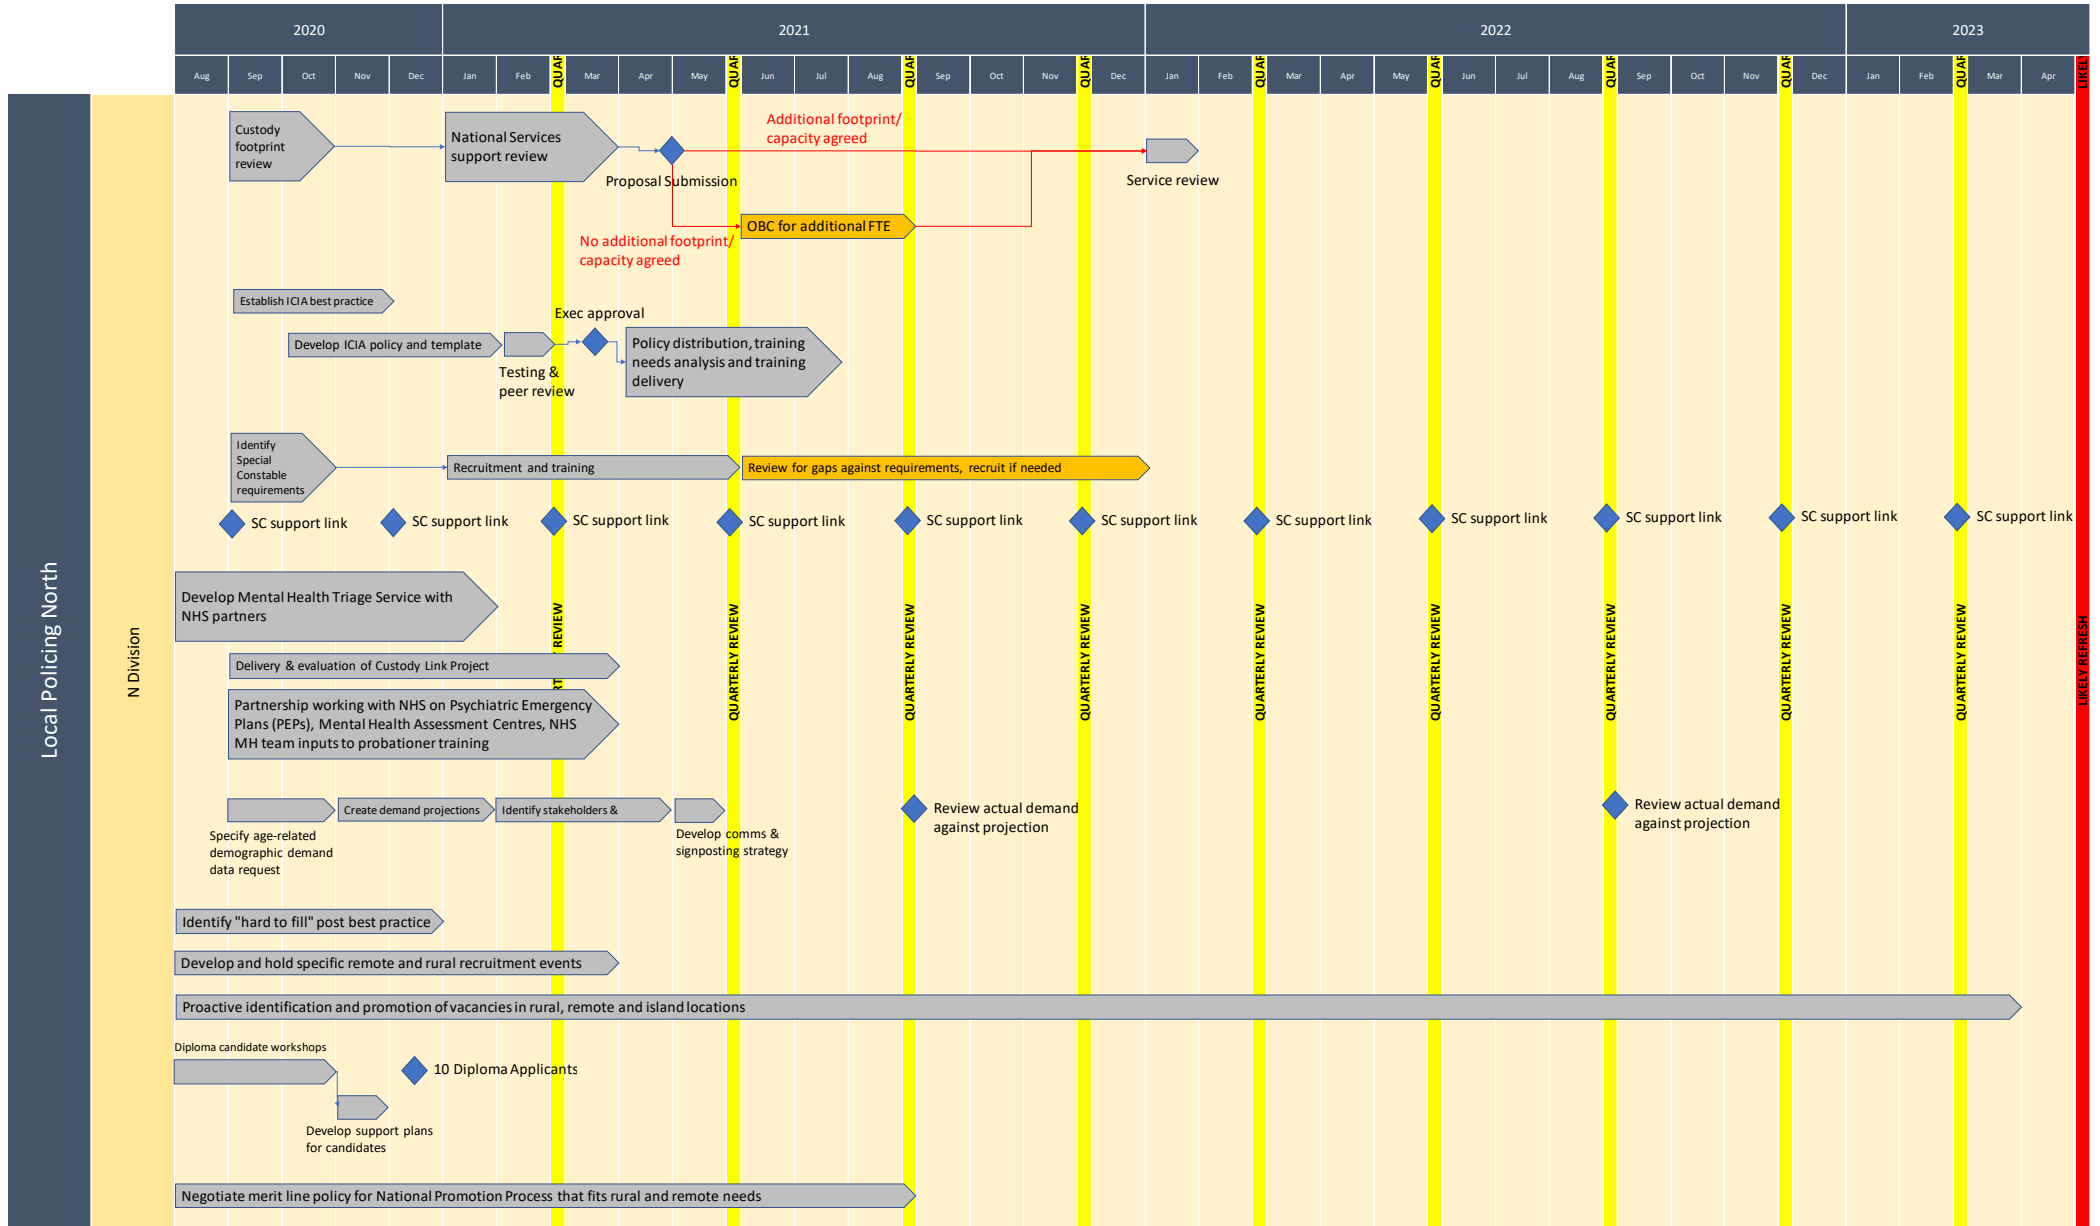 2020
2021
2022
2023
Aug
Sep
Oct
Nov
Dec
Jan
Feb
QUAR
Mar
Apr
May
QUAR
Jun
Jul
Aug
QUAR
Sep
Oct
Nov
QUAR
Dec
Jan
Feb
QUAR
Mar
Apr
May
QUAR
Jun
Jul
Aug
QUAR
Sep
Oct
Nov
QUAR
Dec
Jan
Feb
QUAR
Mar
Apr
LIKEL
Local Policing North
N Division
Custody
footprint
review
National Services
support review
Proposal Submission
Additional footprint/
capacity agreed
Service review
OBC for additional FTE
No additional footprint/
capacity agreed
Establish ICIA best practice
Exec approval
Develop ICIA policy and template
Testing &
peer review
Policy distribution, training
needs analysis and training
delivery
Identify
Special
Constable
requirements
Recruitment and training
Review for gaps against requirements, recruit if needed
SC support link
SC support link
SC support link
SC support link
SC support link
SC support link
SC support link
SC support link
SC support link
SC support link
SC support link
Develop Mental Health Triage Service with
NHS partners
RT REVIEW
QUARTERLY REVIEW
QUARTERLY REVIEW
QUARTERLY REVIEW
QUARTERLY REVIEW
QUARTERLY REVIEW
QUARTERLY REVIEW
QUARTERLY REVIEW
QUARTERLY REVIEW
LIKELY REFRESH
Delivery & evaluation of Custody Link Project
Partnership working with NHS on Psychiatric Emergency
Plans (PEPs), Mental Health Assessment Centres, NHS
MH team inputs to probationer training
Create demand projections
Identify stakeholders &
Specify age-related
demographic demand
data request
Develop comms &
signposting strategy
Review actual demand
against projection
Review actual demand
against projection
Identify "hard to fill" post best practice
Develop and hold specific remote and rural recruitment events
Proactive identification and promotion of vacancies in rural, remote and island locations
Diploma candidate workshops
10 Diploma Applicants
Develop support plans
for candidates
Negotiate merit line policy for National Promotion Process that fits rural and remote needs